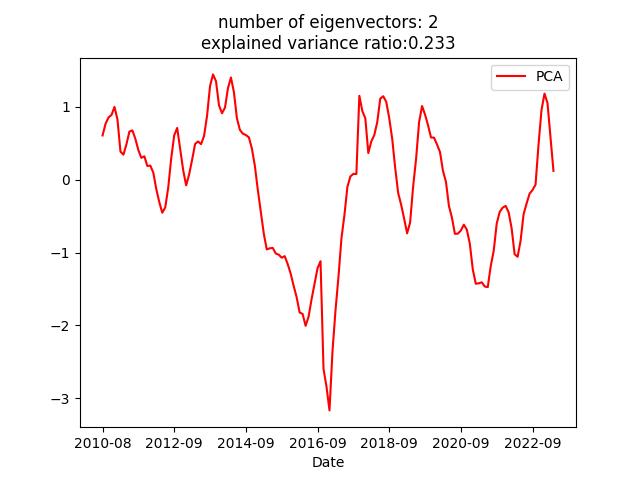 number of eigenvectors: 2
explained variance ratio:0.233
PCA
1
0
−1
−2
−3
2010-08 2012-09 2014-09 2016-09 2018-09 2020-09 2022-09
Date